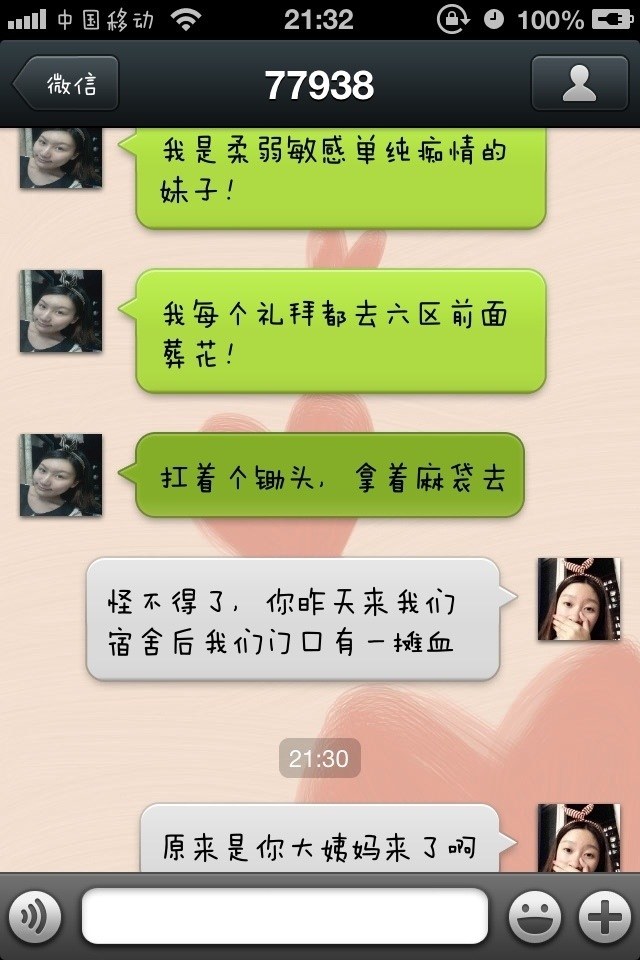 中国移动
21:32
100%
微信
77938
我是柔弱敏感单纯痴情的
妹子!
我每个礼拜都去六区前面
葬花!
扛着个锄头, 拿着麻袋去
怪不得了, 你昨天来我们
宿舍后我们门口有一摊血
21:30
原来是你大姨妈来了啊